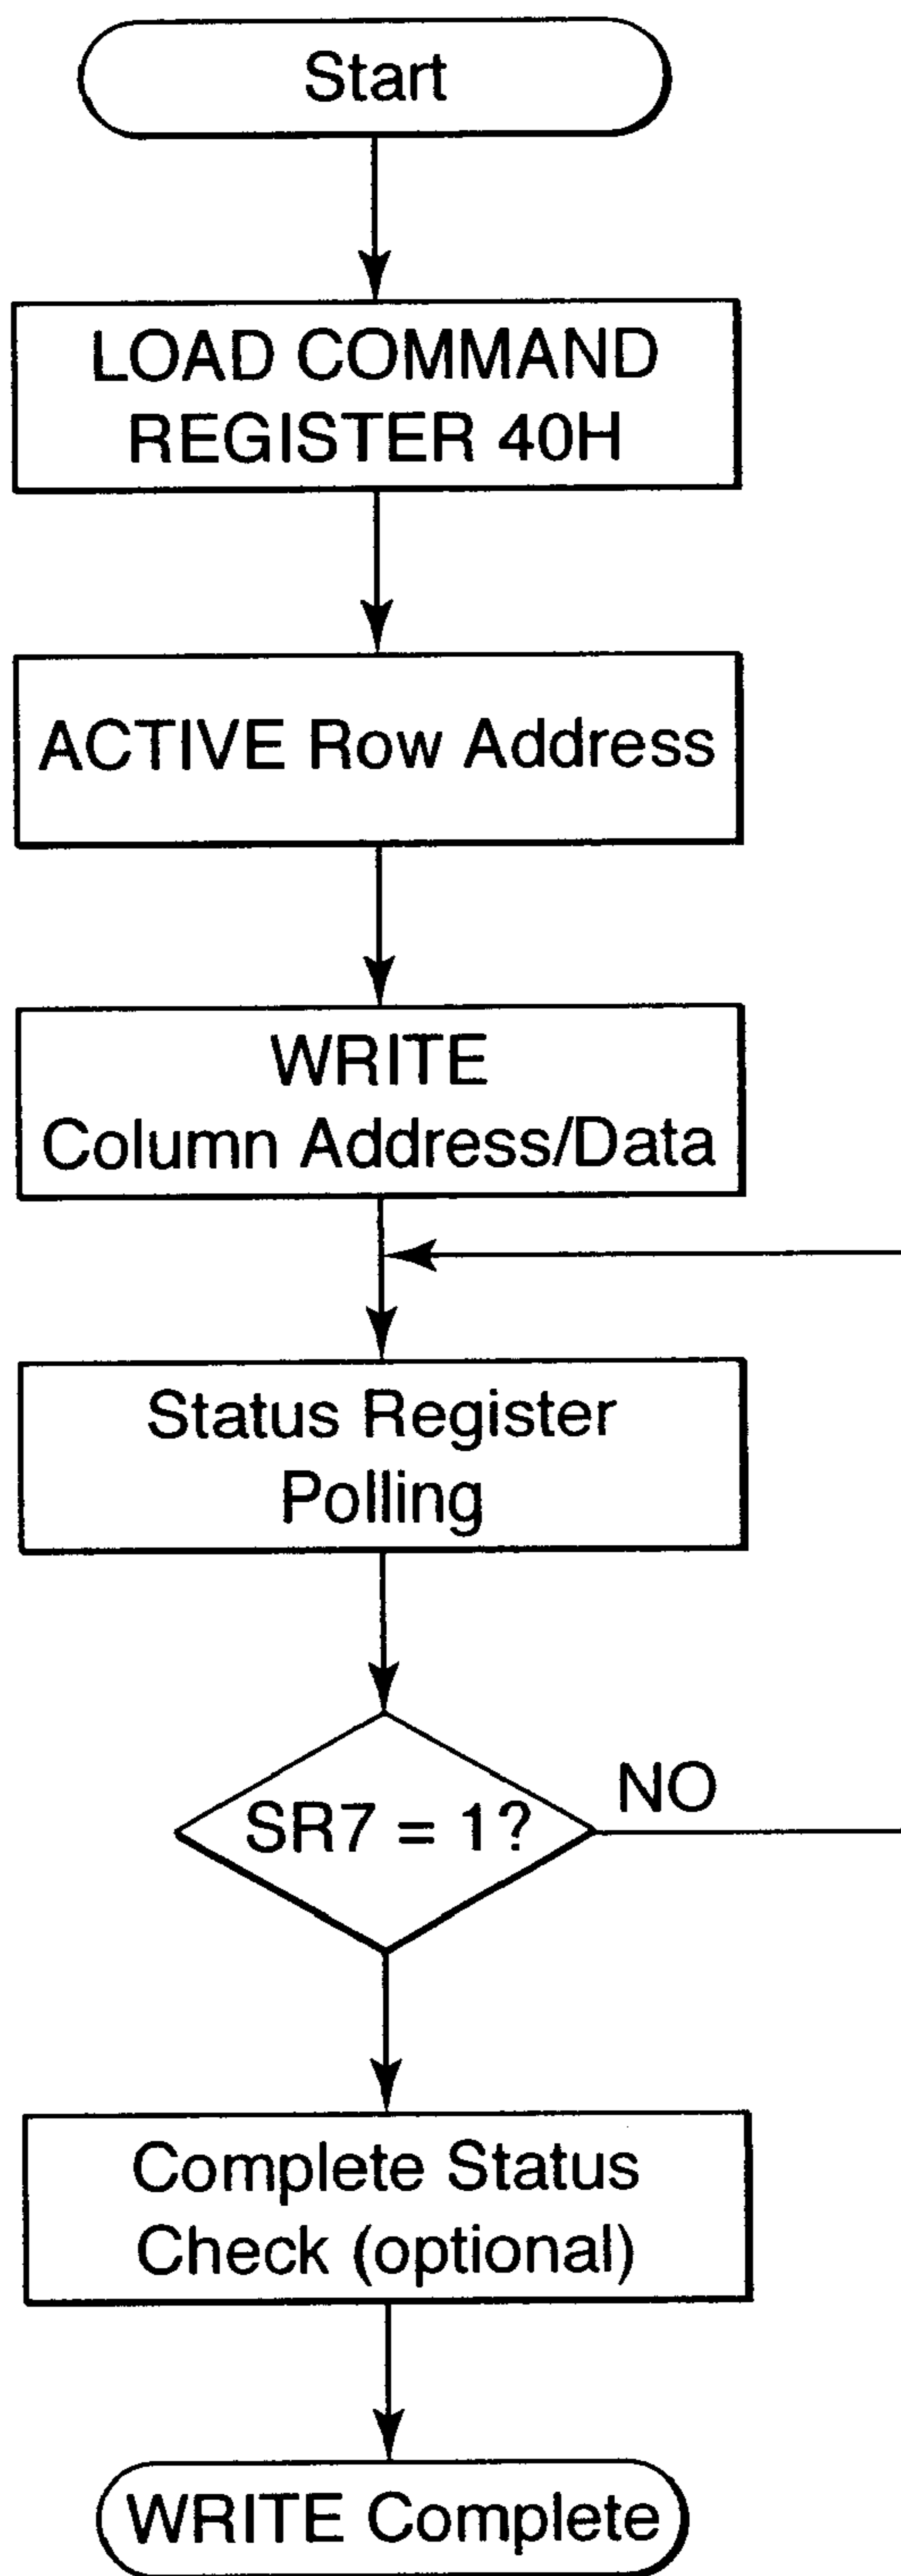 Start
LOAD COMMAND
REGISTER 40H
ACTIVE Row Address
WRITE
Column Address/Data
Status Register
Polling
SR7 = 1?
NO
Complete Status
Check (optional)
WRITE Complete